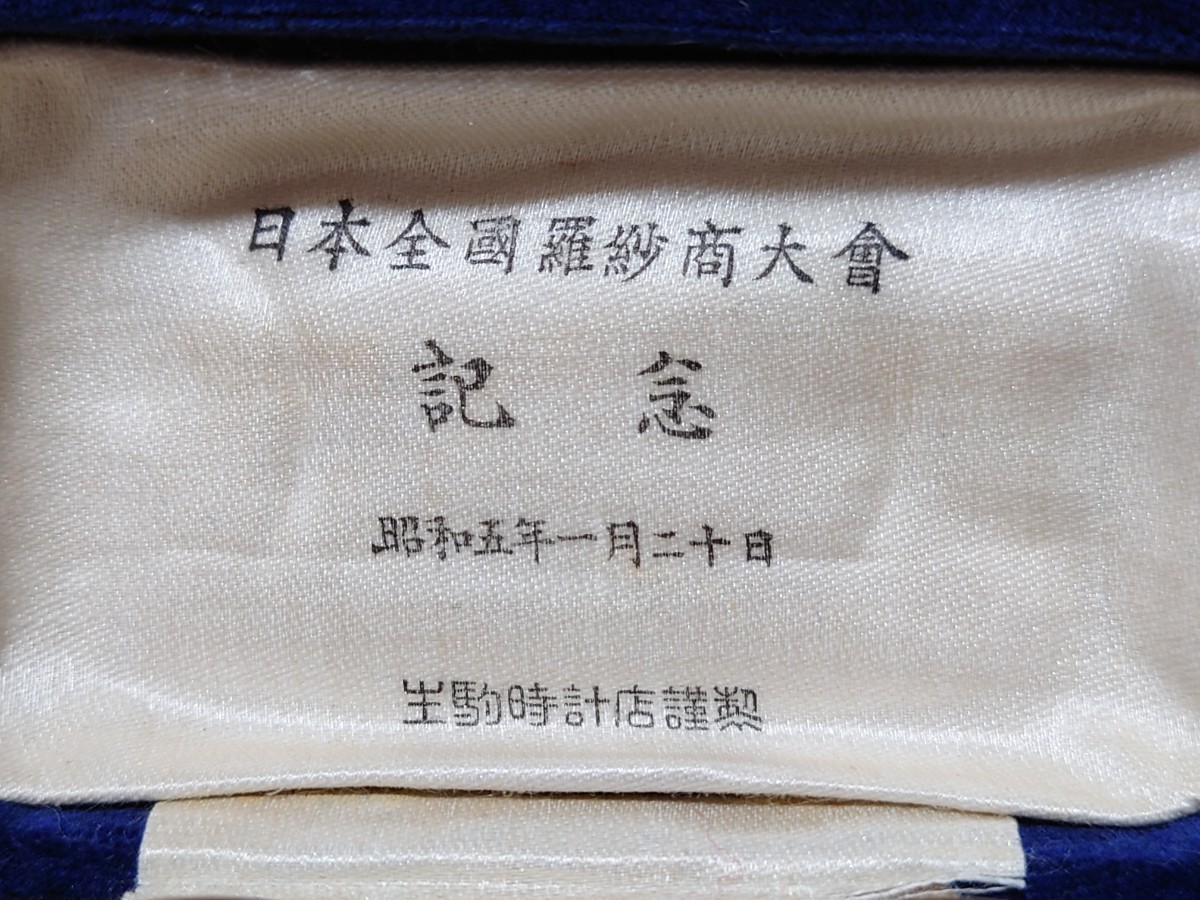 日本全國羅紗商大會
記念
昭和五年一月二十日
生駒時計店謹製